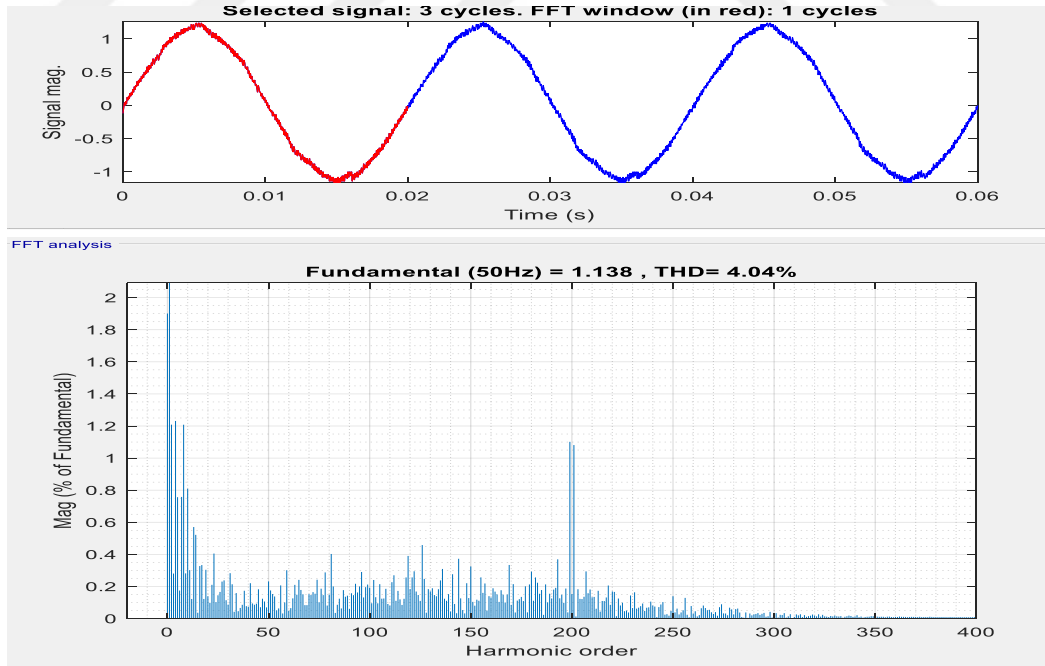 Selected signal: 3 cycles. FFT window (in red): 1 cycles
1
0.5
0
-0.5
-1
Signal mag.
0 0.01 0.02 0.03 0.04 0.05 0.06
Time (s)
FFT analysis
Fundamental (50Hz) = 1.138 , THD= 4.04%
2
1.8
1.6
1.4
1.2
1
0.8
0.6
0.4
0.2
0
Mag (% of Fundamental)
0 50 100 150 200 250 300 350 400
Harmonic order